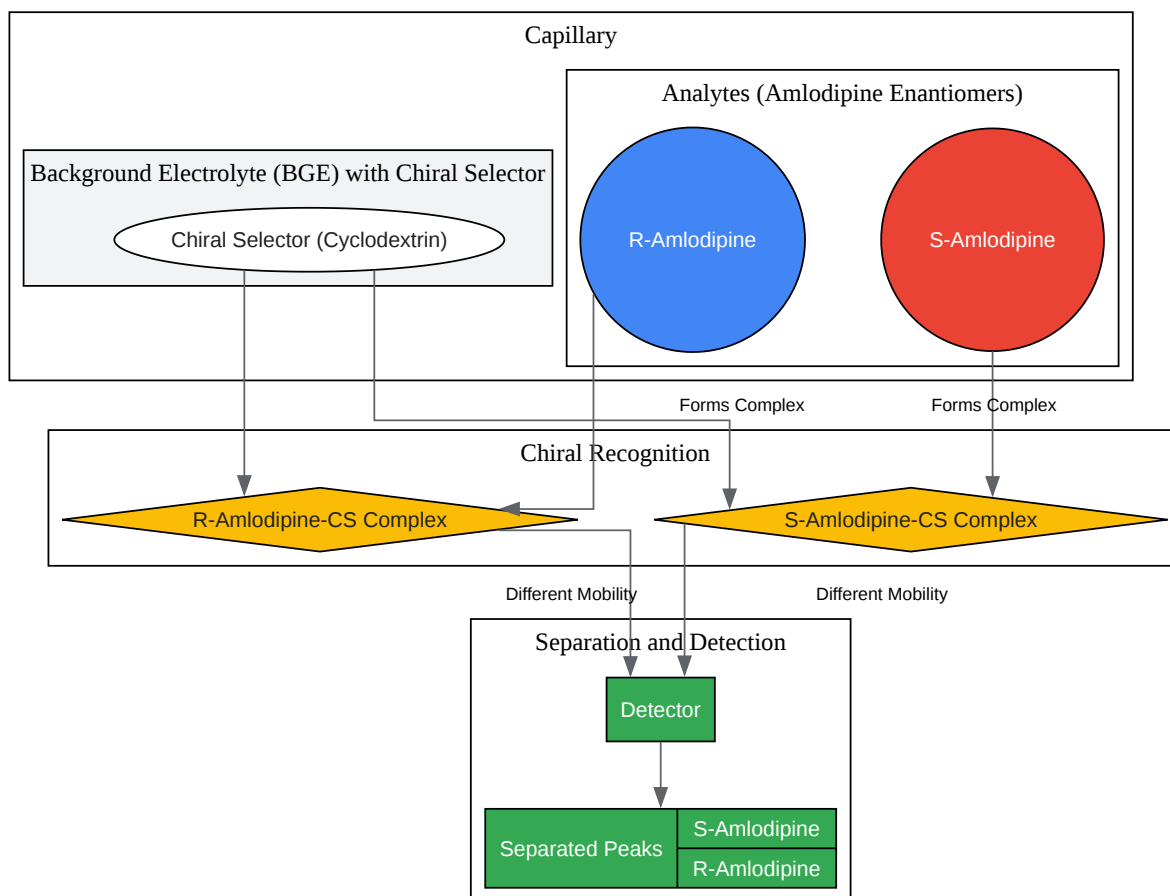 Capillary
Analytes (Amlodipine Enantiomers)
Background Electrolyte (BGE) with Chiral Selector
Chiral Selector (Cyclodextrin)
R-Amlodipine
S-Amlodipine
Forms Complex
Forms Complex
Chiral Recognition
R-Amlodipine-CS Complex
S-Amlodipine-CS Complex
Different Mobility
Different Mobility
Separation and Detection
Detector
Separated Peaks
S-Amlodipine
R-Amlodipine